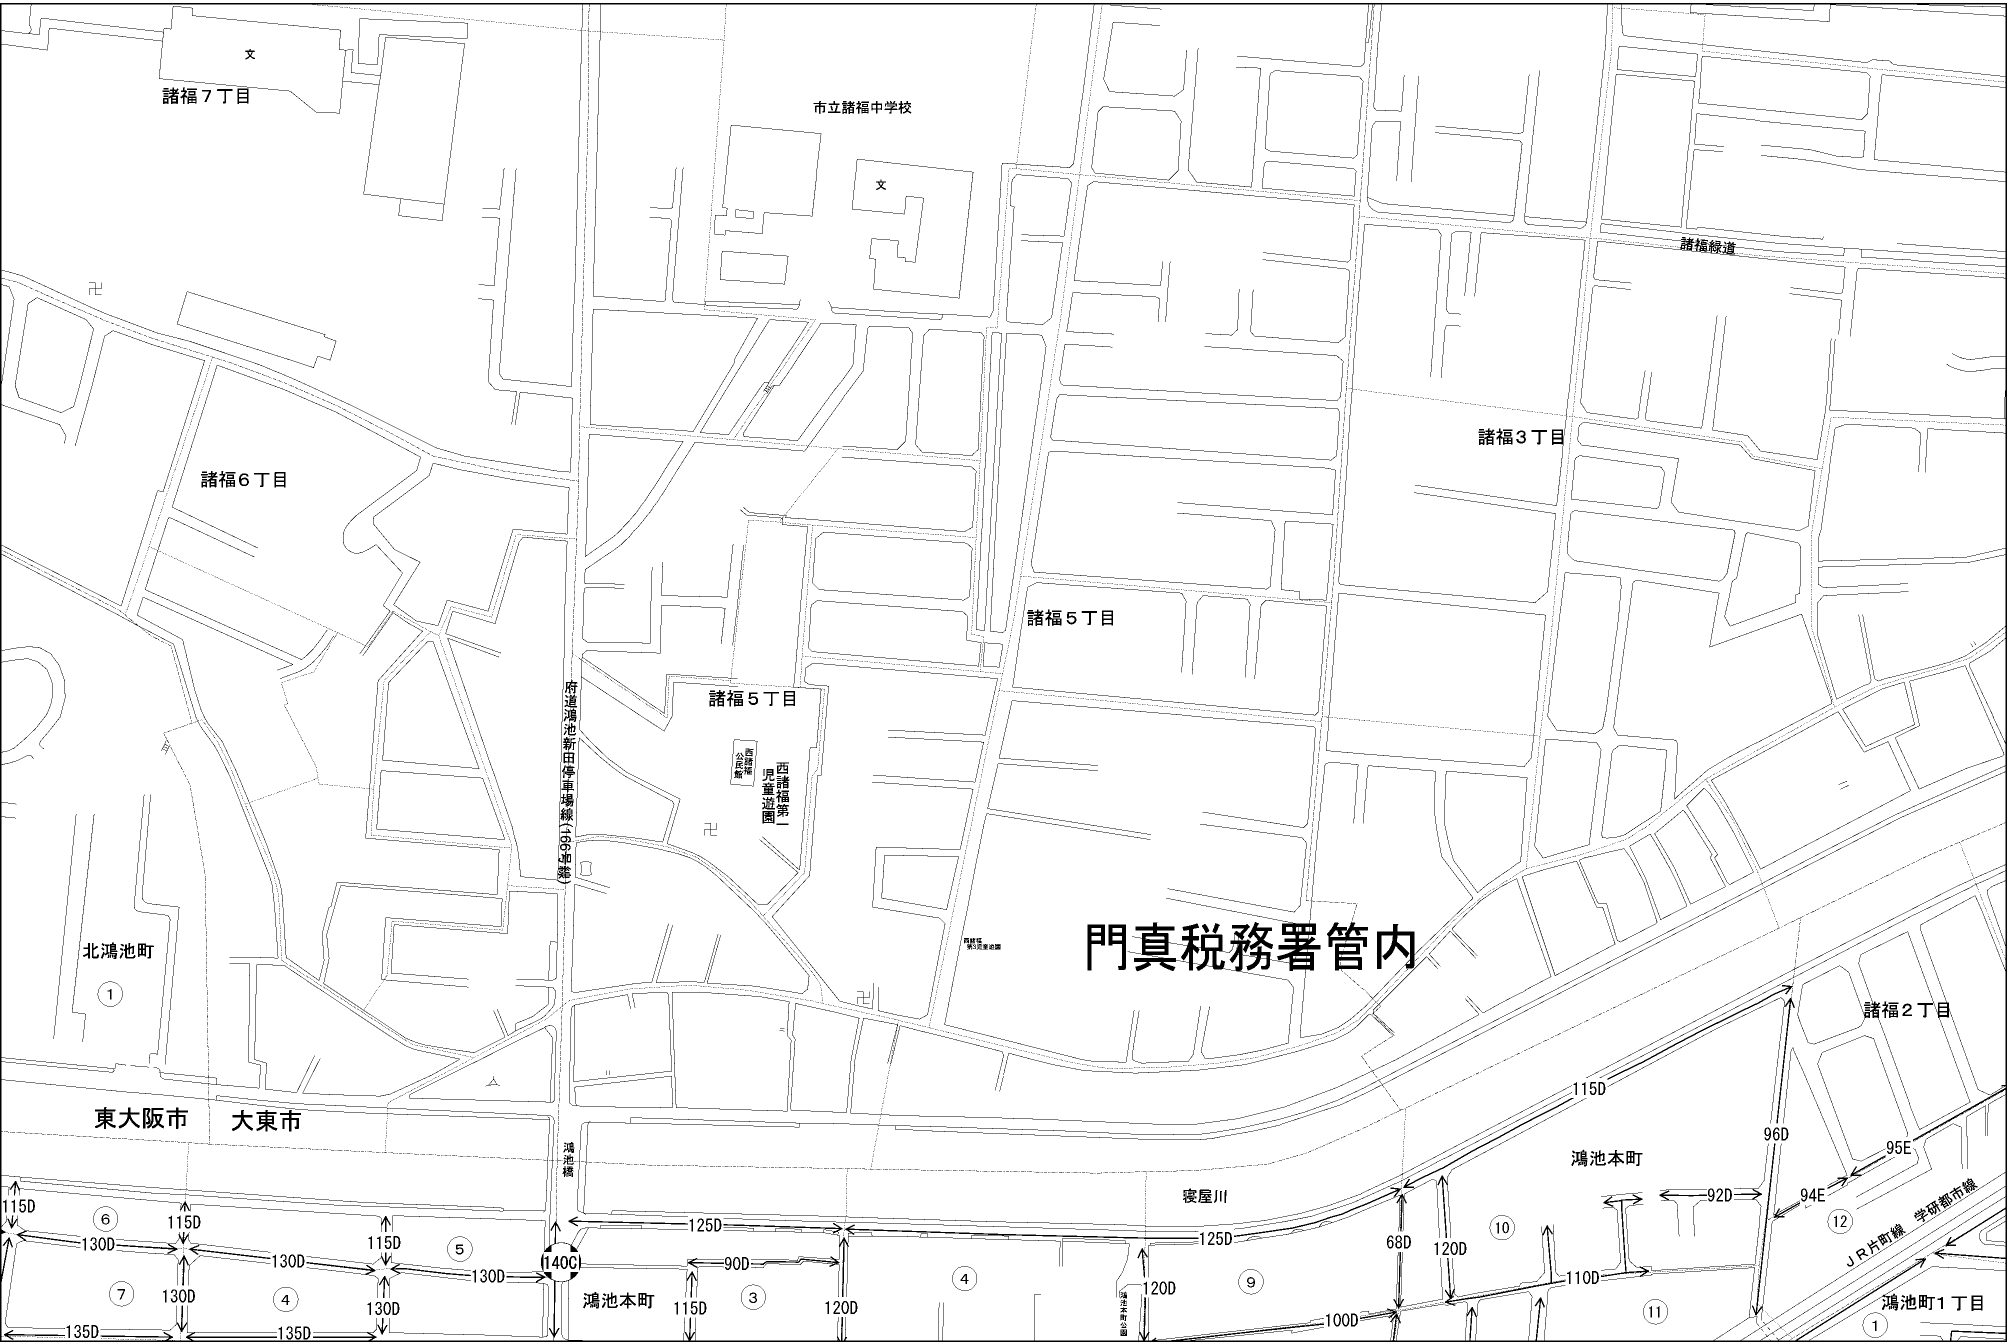 文
諸福７丁目
市立諸福中学校
文
諸福緑道
諸福３丁目
諸福６丁目
諸福５丁目
諸福５丁目
府道鴻池新田停車場線(166号線)
西諸福
公民館
西諸福第一
児童遊園
門真税務署管内
北鴻池町
①
諸福２丁目
115D
東大阪市
大東市
96D
鴻池橋
95E
鴻池本町
寝屋川
92D
94E
ＪＲ片町線　学研都市線
115D
⑥
115D
130D
115D
⑤
125D
125D
⑩
⑫
130D
130D
140C
90D
68D
120D
110D
⑦
130D
④
130D
鴻池本町
115D
③
120D
④
120D
鴻池本町公園
⑨
100D
⑪
鴻池町１丁目
①
135D
135D